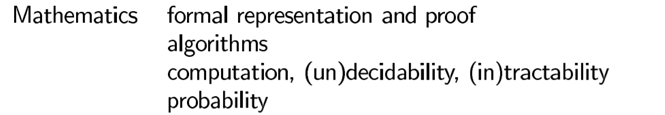 Mathematics formal representation and proof
algorithms
computation, (un)decidability, (in)tractability
probability